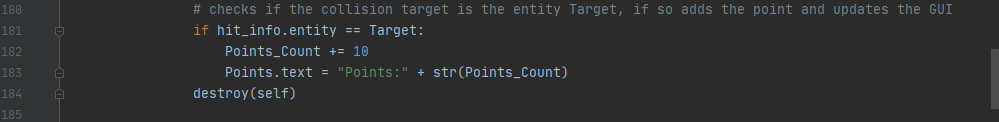 180 # checks if the collision target is the entity Target, if so adds the point and updates the GUI
181 if hit_info.entity == Target:
182 Points_Count += 10
183 Points.text = "Points:" + str(Points_Count)
184 destroy(self)
185